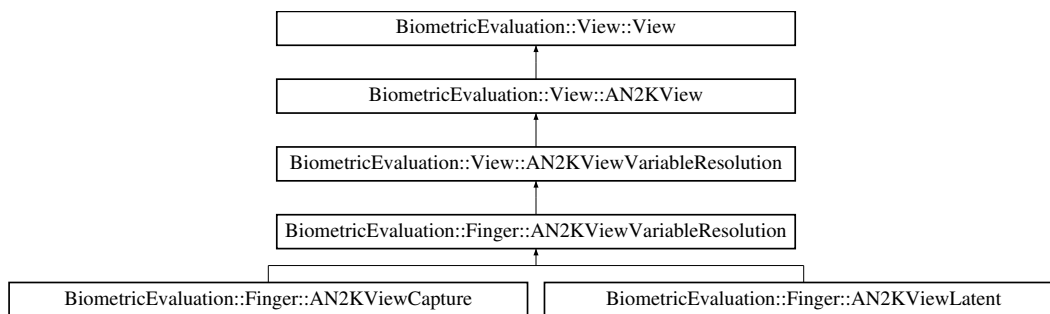 BiometricEvaluation::View::View
BiometricEvaluation::View::AN2KView
BiometricEvaluation::View::AN2KViewVariableResolution
BiometricEvaluation::Finger::AN2KViewVariableResolution
BiometricEvaluation::Finger::AN2KViewCapture
BiometricEvaluation::Finger::AN2KViewLatent